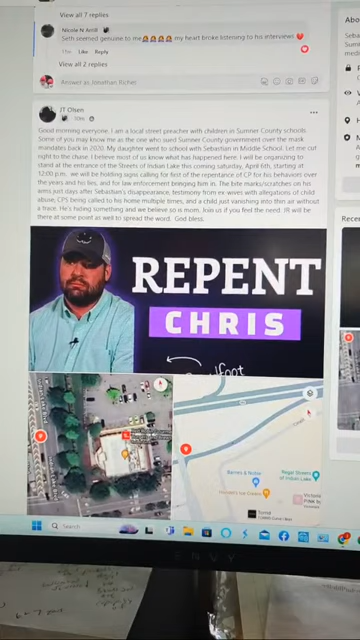 View all 7 replies
Nicole N Antill
Seth seemed genuine to me my heart broke listening to his interview!
11m Like Reply
View all 2 replies
Answer as Jonathan Riches
JT Olsen
Good morning everyone. I am a local street preacher with children in Sumner County schools.
Some of you may know me as the one who sued Sumner government over the mask
mandates back in 2020. My daughter went to school with Sebastian in Middle School. Let me cut
right to the chase. I believe most of us know what has happened here. I will be organizing to
stand at the entrance of the Streets of Indian Lake this coming saturday, April 6th, starting at
12:00 p.m. we will be holding signs calling for first of the repentance of CP for his behaviors over
the years and his lies, and for law enforcement bringing him in. The bite marks/scratches on his
arms just days after Sebastian's disappearance, testimony from ex-wives with allegations of child
abuse, CPS being called to his home multiple times, and a child just vanishing into thin air without
a trace. He's hiding something and we believe so is mom. Join us if you feel the need. JR will be
there at some point as well to spread the word. God bless.
REPENT
CHRIS
Barnes & Noble
Regal Streets of Indian Lake
Abo
Seba
Sum
medi
P
V
H
G
Recen
Search
ENVY